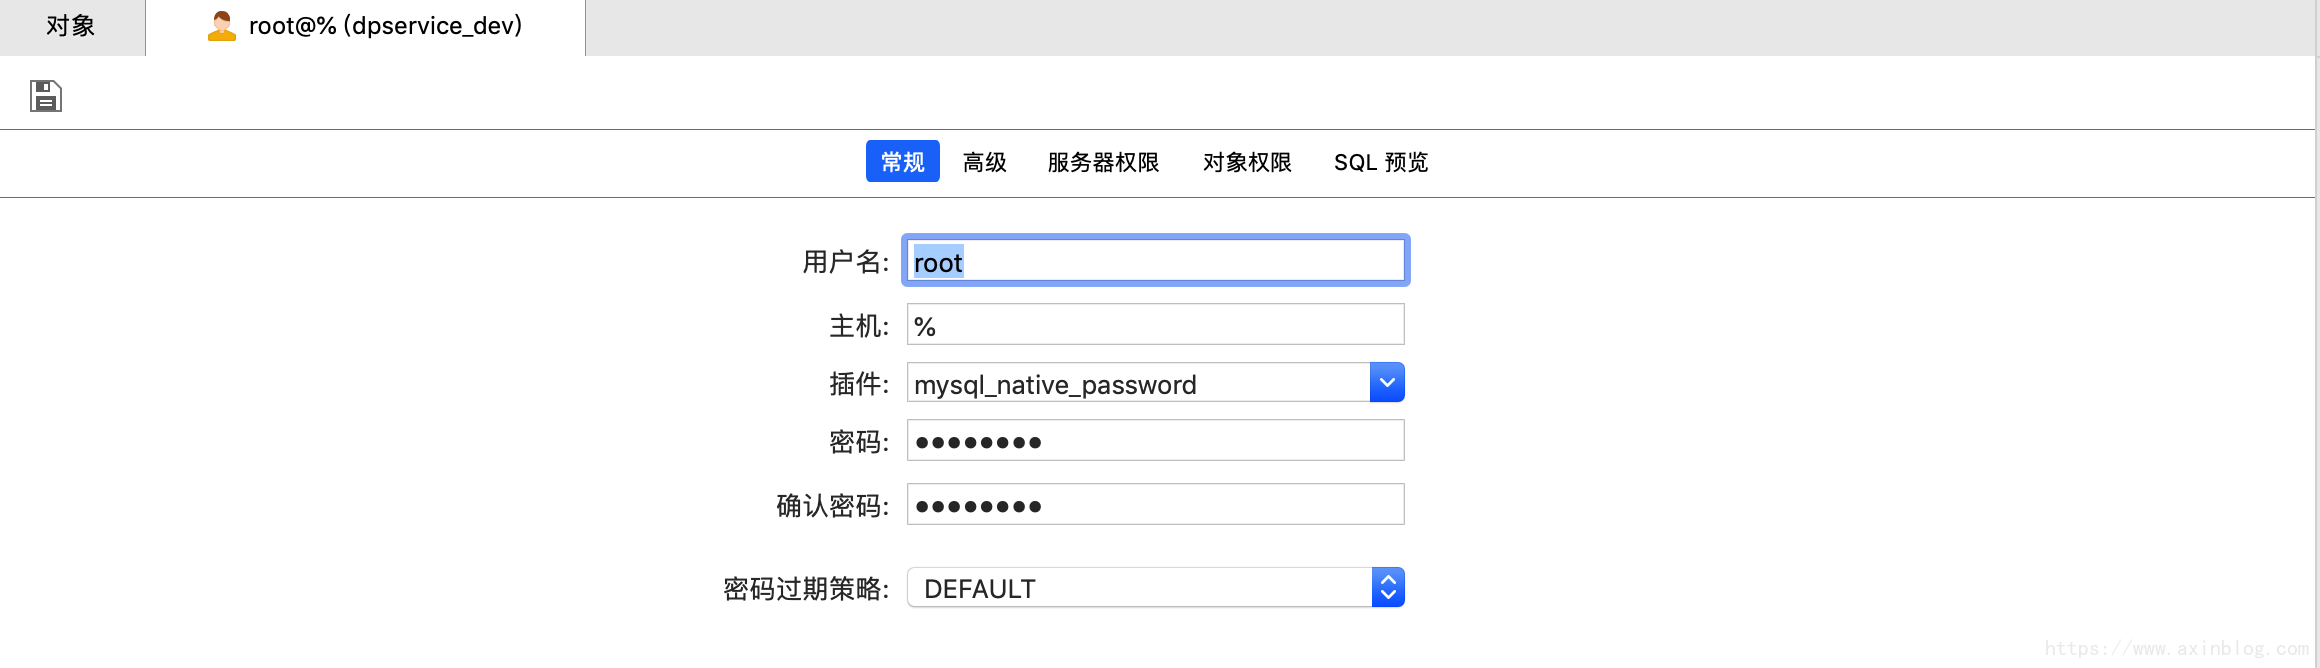 对象
root@% (dpservice_dev)
常规 高级 服务器权限 对象权限 SQL 预览
用户名: root
主机: %
插件: mysql_native_password
密码: ●●●●●●●●
确认密码: ●●●●●●●●
密码过期策略: DEFAULT
https://www.axinblog.com